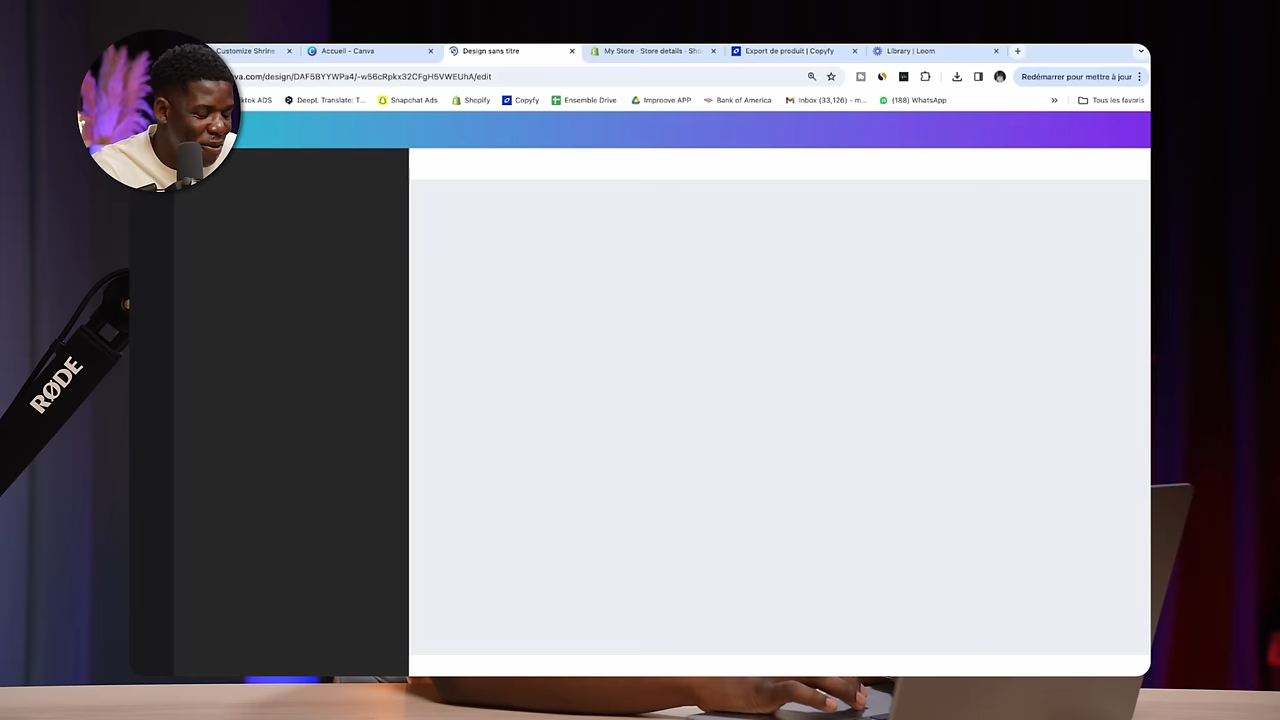 Customize Shrine
Accueil - Canva
Design sans titre
My Store · Store details · Shi
Export de produit | Copyfy
Library | Loom
va.com/design/DAF5BYYWPa4/-w56cRpkx32CFgH5VWEUhA/edit
Redémarrer pour mettre à jour
ktok ADS
DeepL Translate: T...
Snapchat Ads
Shopify
Copyfy
Ensemble Drive
Improove APP
Bank of America
Inbox (33,126) - m...
(188) WhatsApp
»
Tous les favoris
RØDE